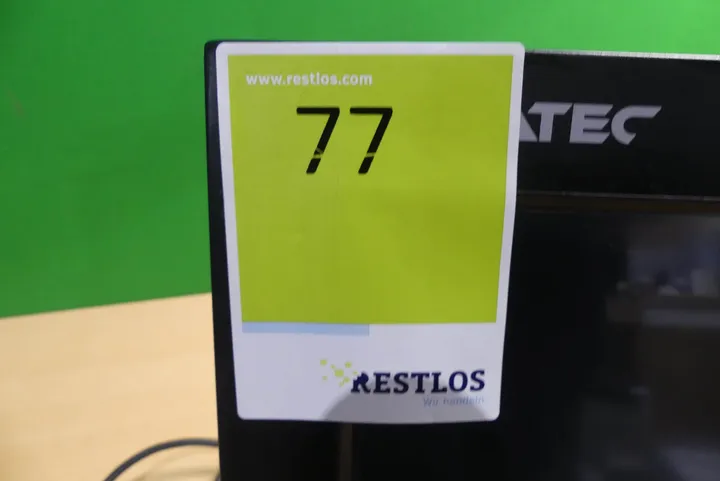 www.restlos.com
77
ATEC
RESTLOS
Wir handeln